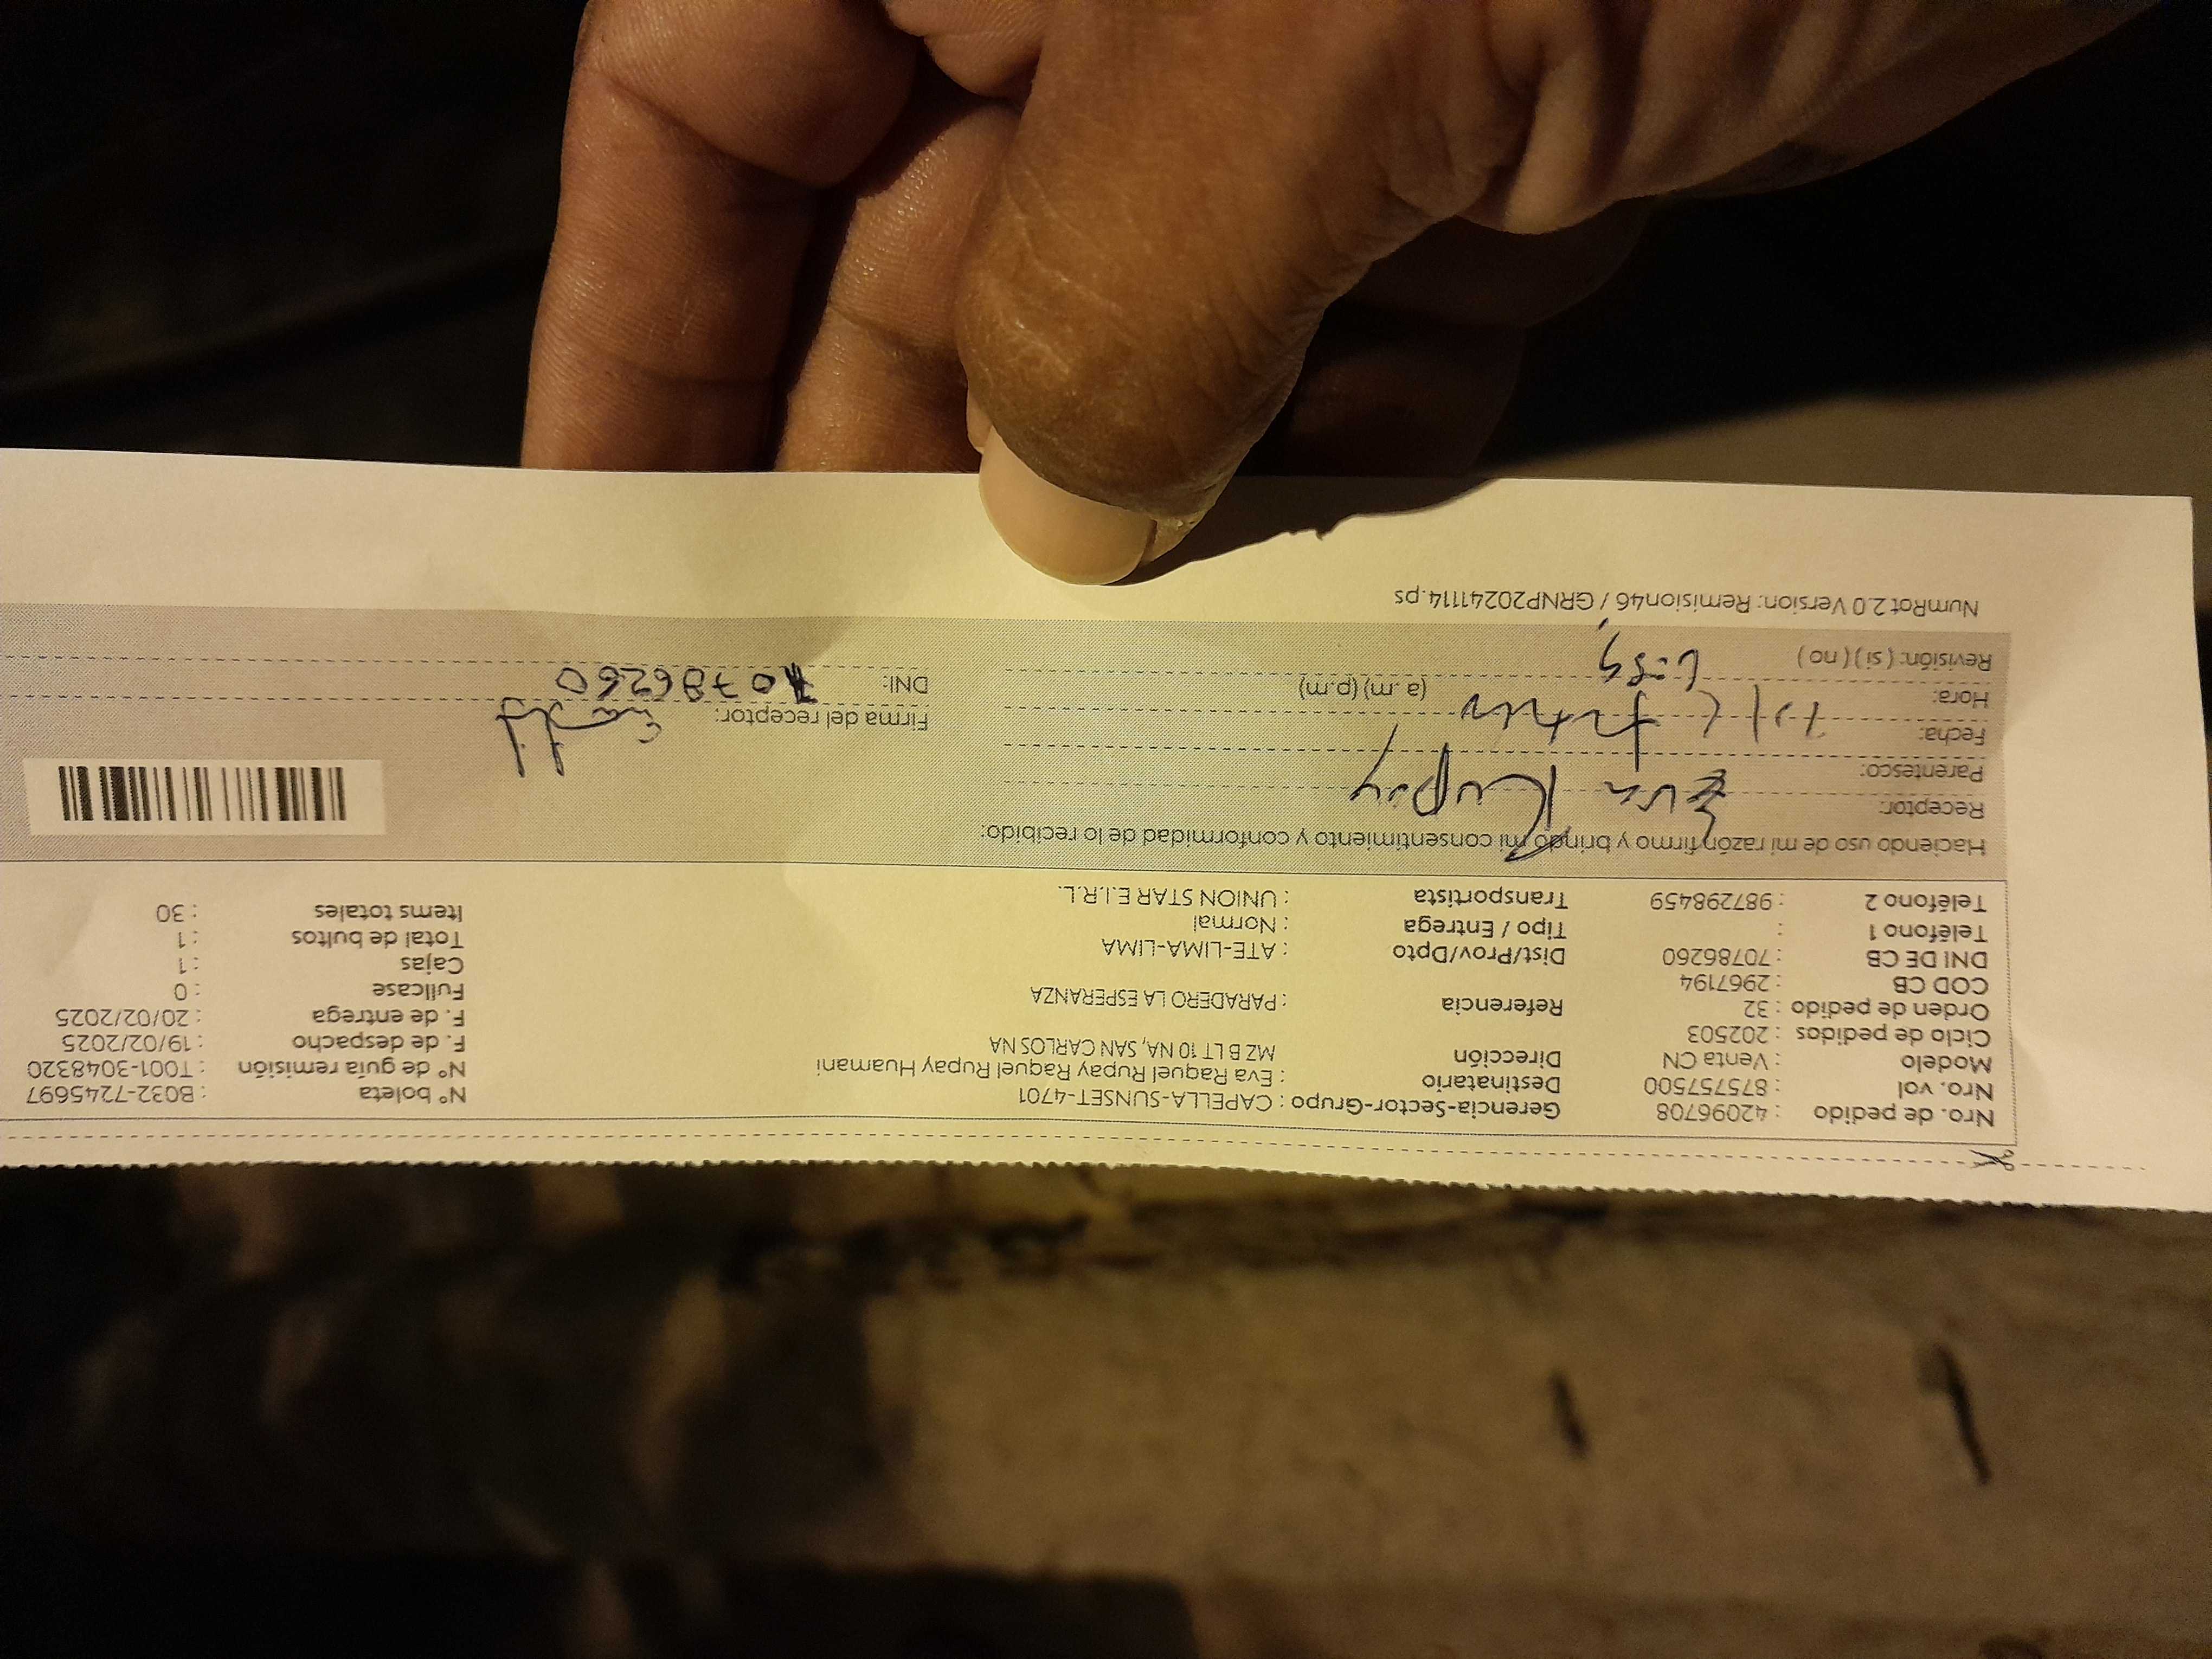 Nro. de pedido : 42096708 Gerencia-Sector-Grupo : CAPELLA-SUNSET-4701 N° boleta : B032-7245697
Nro. vol : 875757500 Destinatario : Eva Raquel Rupay Raquel Rupay Huamani N° de guía remisión : T001-3048320
Modelo : Venta CN Dirección MZ B LT 10 NA, SAN CARLOS NA F. de despacho : 19/02/2025
Ciclo de pedidos : 202503 F. de entrega : 20/02/2025
Orden de pedido : 32 Referencia : PARADERO LA ESPERANZA Fullcase : 0
COD CB : 2967194 Cajas : 1
DNI DE CB : 70786260 Dist/Prov/Dpto : ATE-LIMA-LIMA Total de bultos : 1
Teléfono 1 : Tipo / Entrega : Normal Items totales : 30
Teléfono 2 : 987298459 Transportista : UNION STAR E.I.R.L.
Haciendo uso de mi razón firmo y brindo mi consentimiento y conformidad de lo recibido:
Receptor: Eva Rupay
Parentesco:
Fecha: Firma del receptor:
Hora: (a.m) (p.m) DNI: 70786260
Revisión: ( si ) ( no )
NumRot 2.0 Version: Remision46 / GRNP20241114.ps